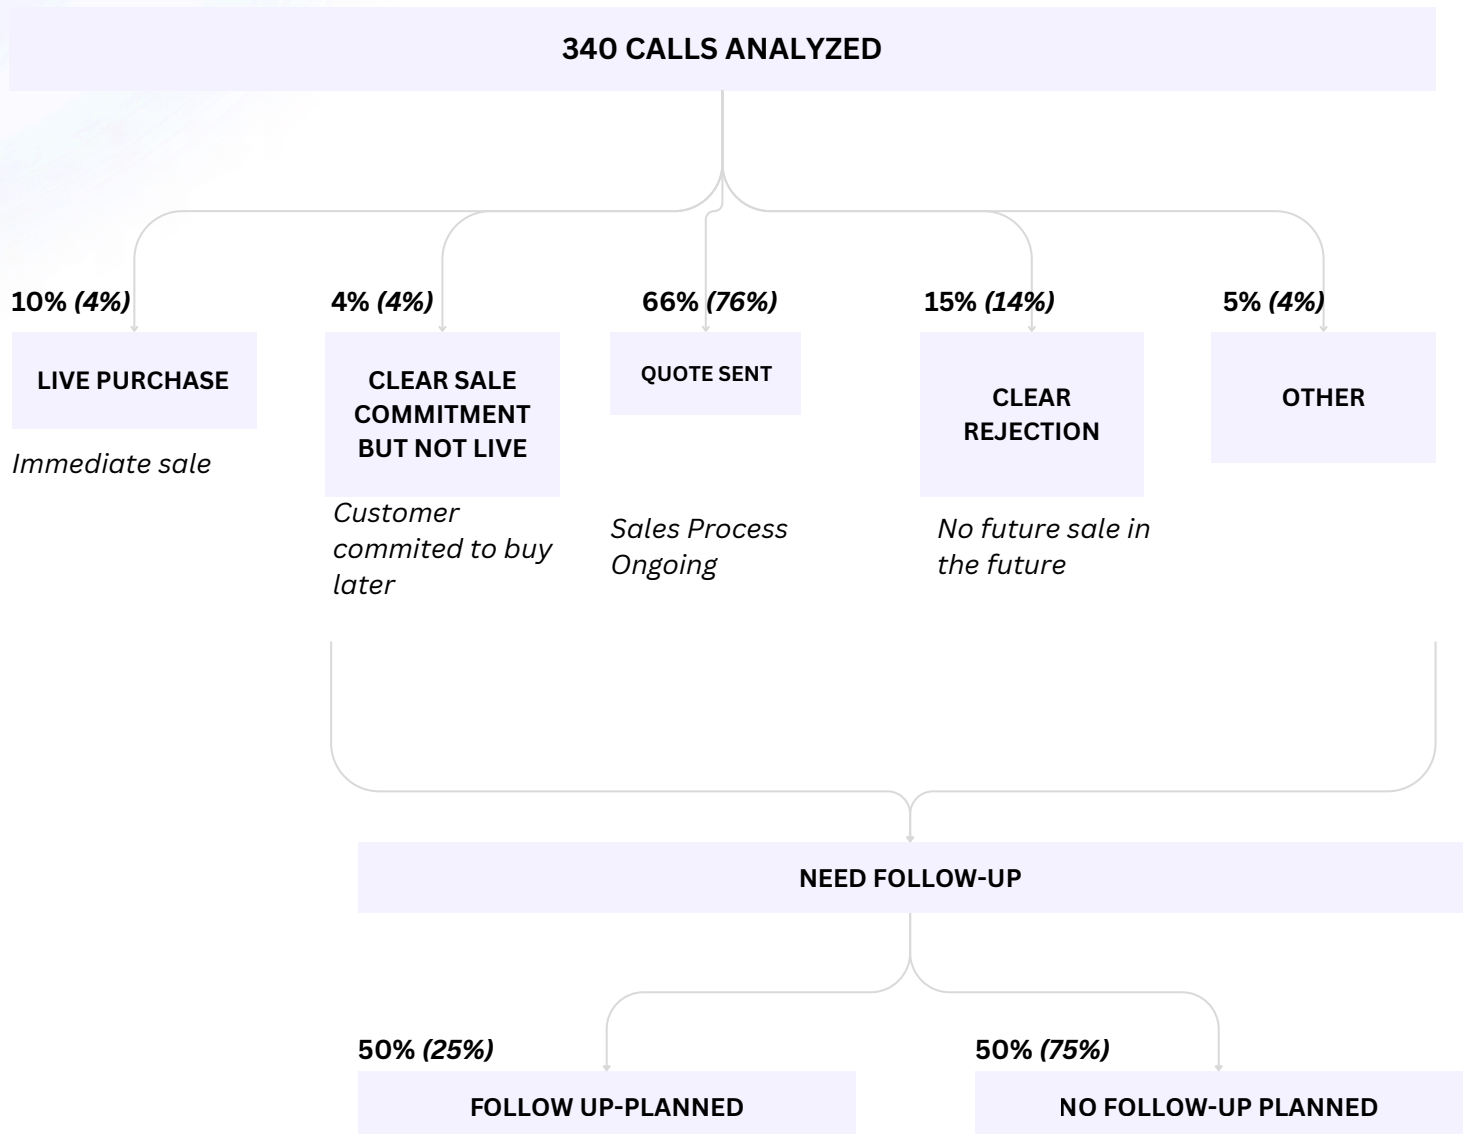 340 CALLS ANALYZED
10% (4%)
4% (4%)
66% (76%)
15% (14%)
5% (4%)
LIVE PURCHASE
Immediate sale
CLEAR SALE
COMMITMENT
BUT NOT LIVE
Customer
commited to buy
later
QUOTE SENT
Sales Process
Ongoing
CLEAR
REJECTION
No future sale in
the future
OTHER
NEED FOLLOW-UP
50% (25%)
50% (75%)
FOLLOW UP-PLANNED
NO FOLLOW-UP PLANNED